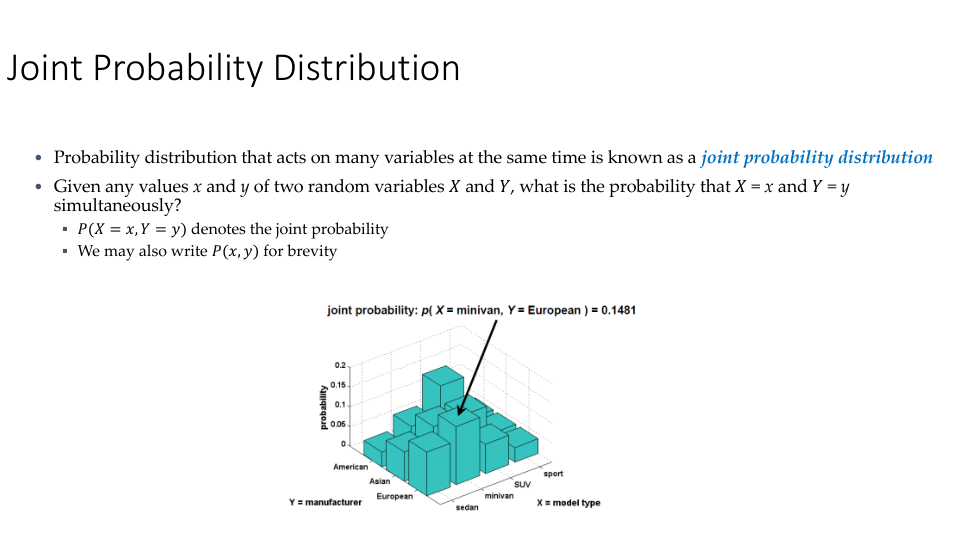 Joint Probability Distribution
• Probability distribution that acts on many variables at the same time is known as a joint probability distribution
• Given any values x and y of two random variables X and Y, what is the probability that X = x and Y = y
simultaneously?
▪ P(X = x, Y = y) denotes the joint probability
▪ We may also write P(x, y) for brevity
joint probability: p( X = minivan, Y = European ) = 0.1481
0.2
0.15
0.1
0.05
0
probability
American
Asian
European
Y = manufacturer
sedan
minivan
SUV
sport
X = model type